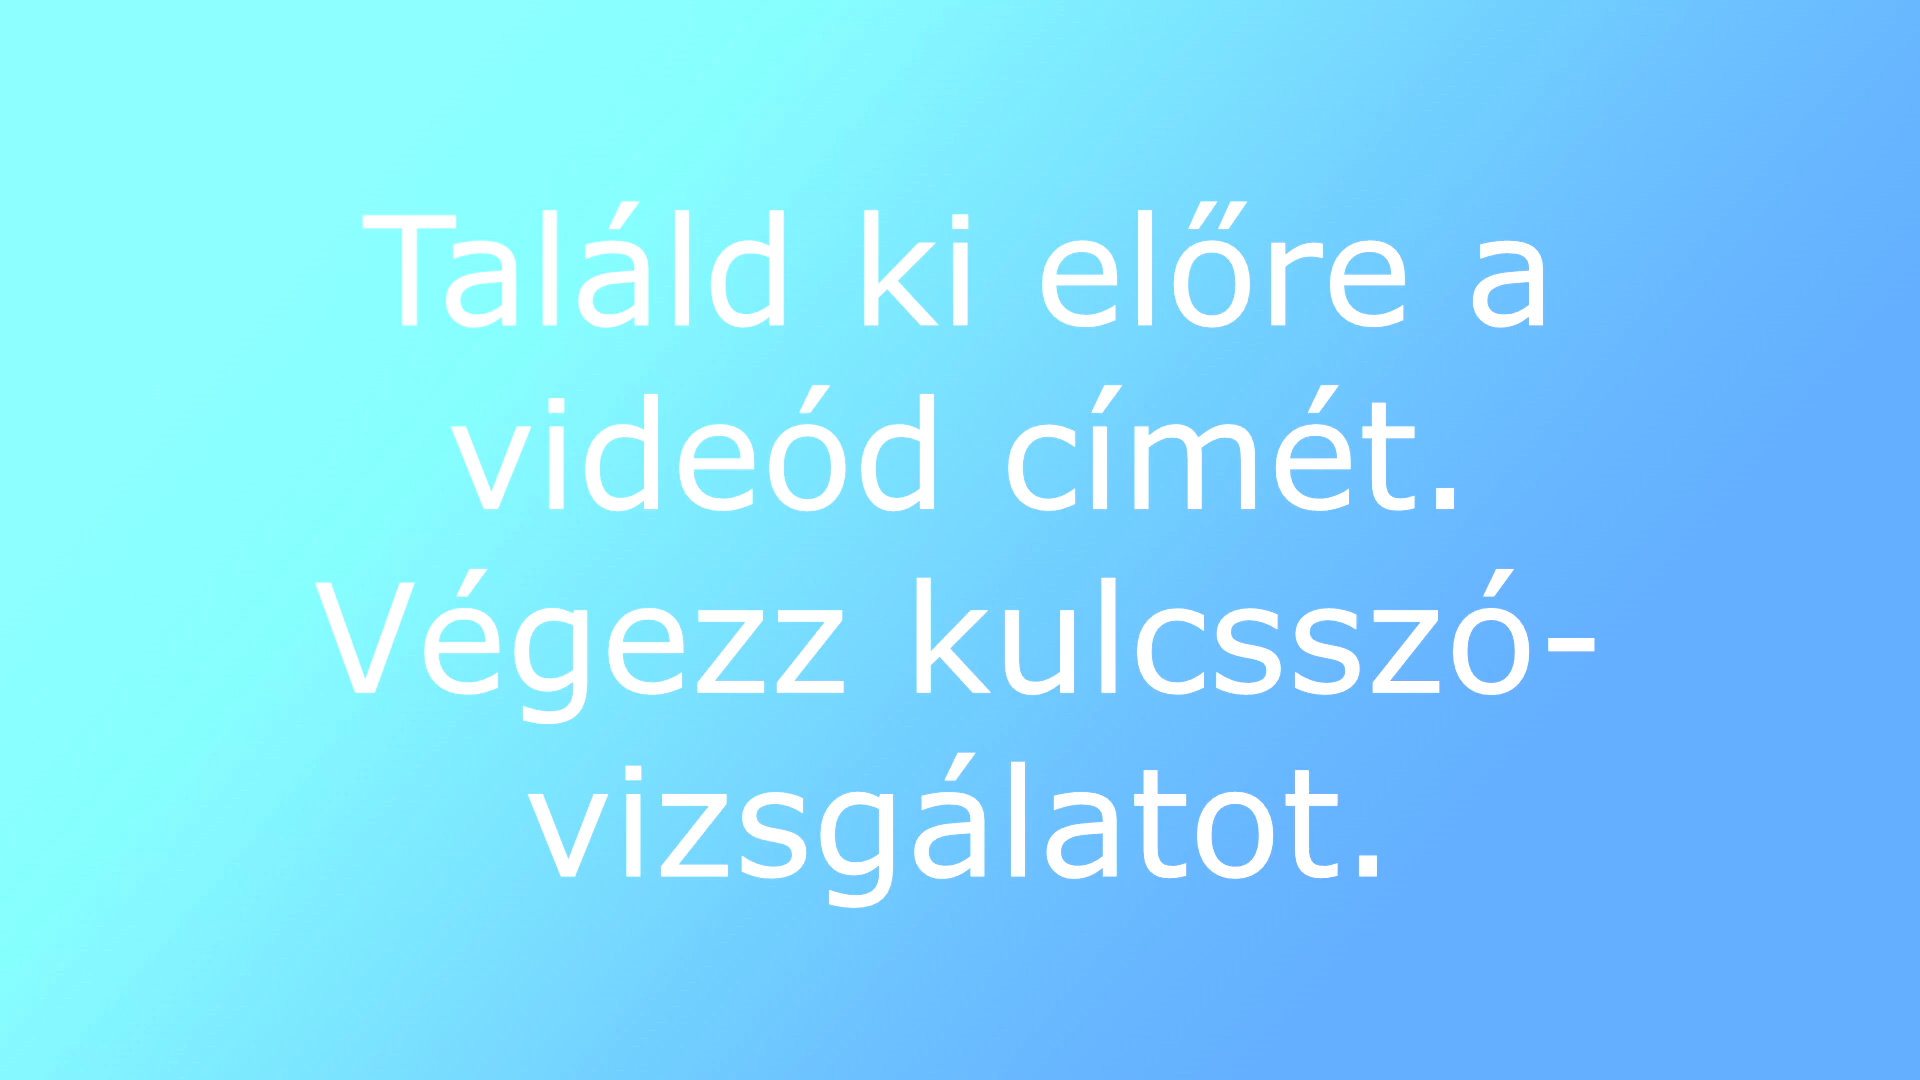 Találd ki előre a
videód címét.
Végezz kulcsszó-
vizsgálatot.